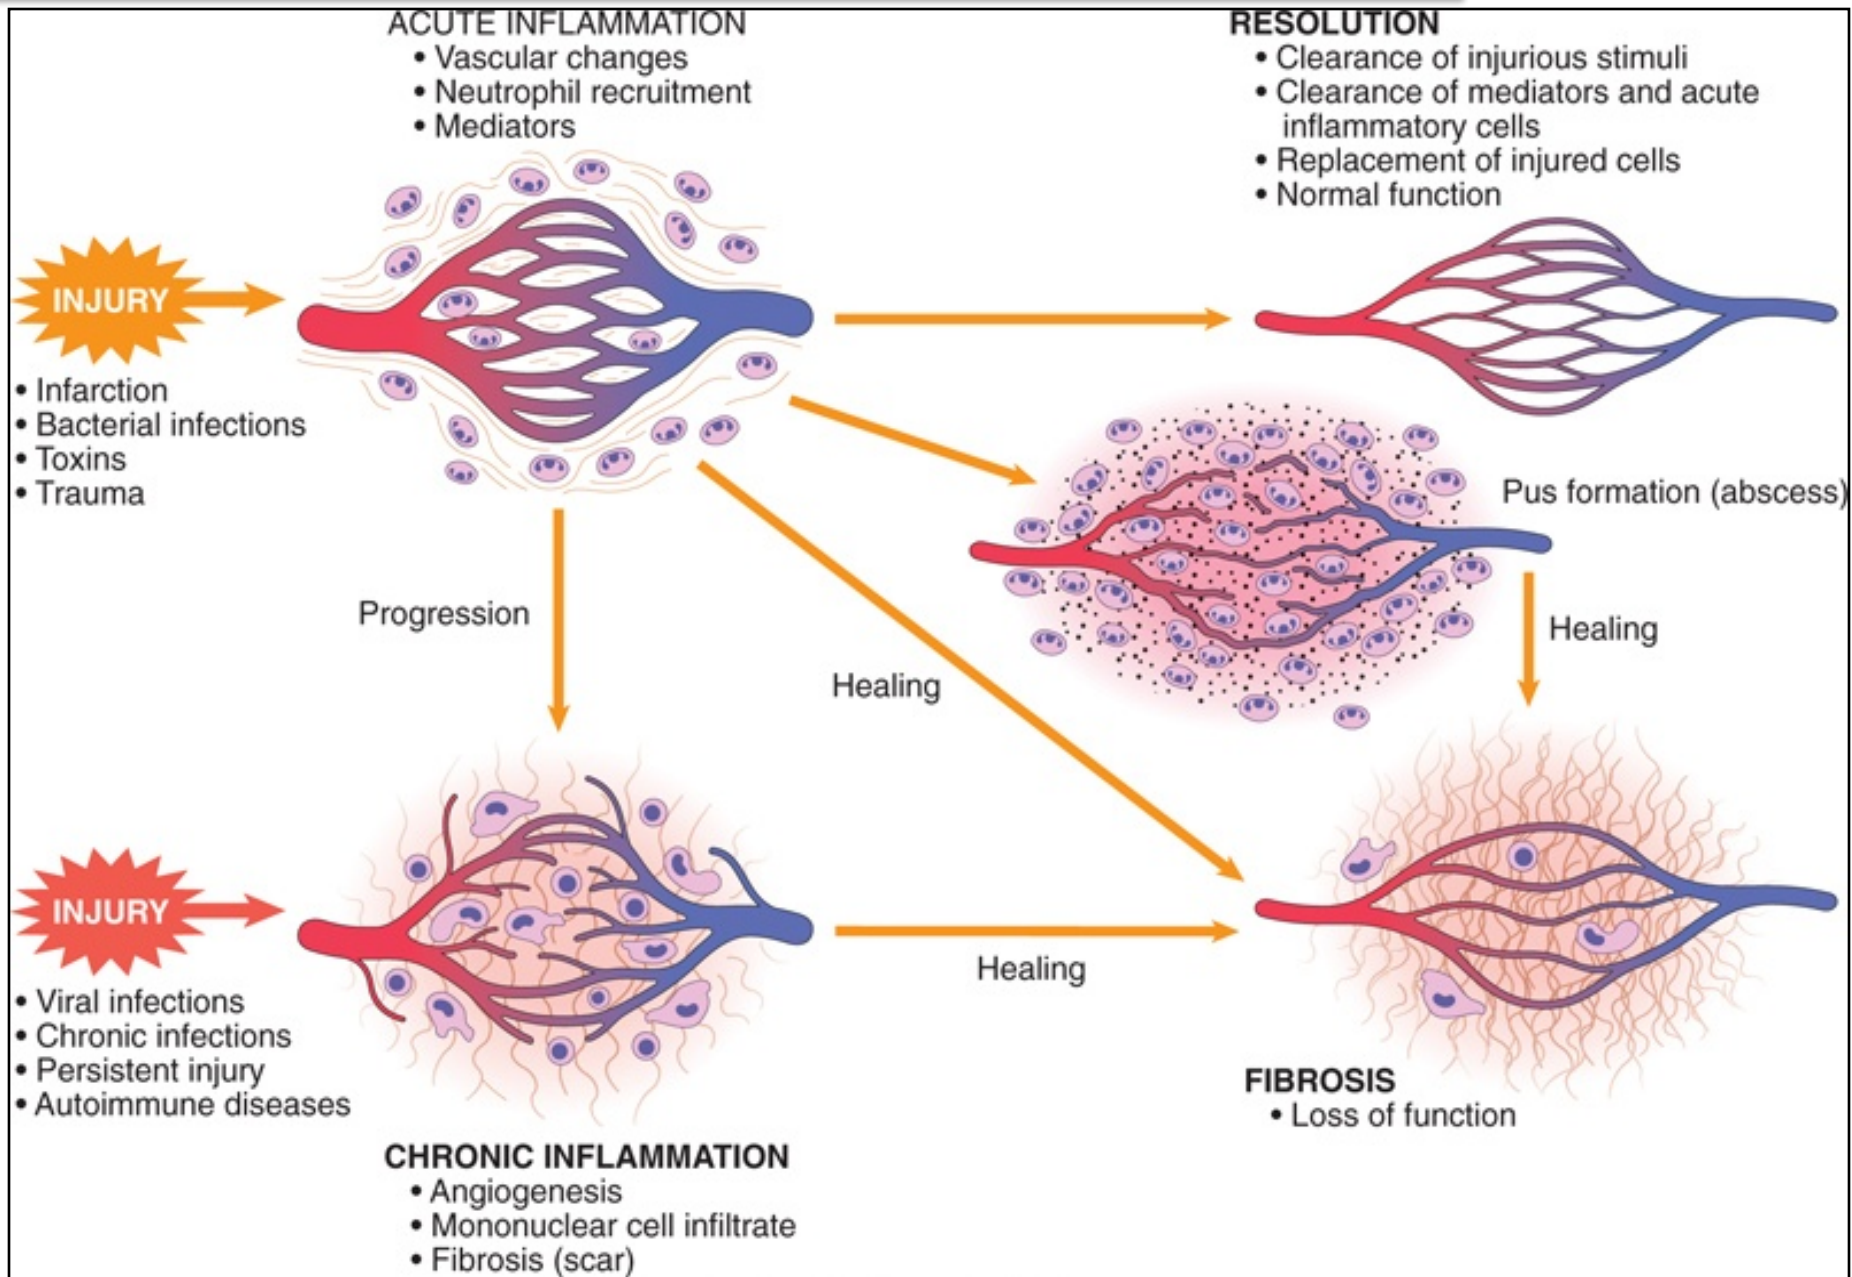 ACUTE INFLAMMATION
• Vascular changes
• Neutrophil recruitment
• Mediators
RESOLUTION
• Clearance of injurious stimuli
• Clearance of mediators and acute
inflammatory cells
• Replacement of injured cells
• Normal function
INJURY
• Infarction
• Bacterial infections
• Toxins
• Trauma
Pus formation (abscess)
Progression
Healing
Healing
INJURY
• Viral infections
• Chronic infections
• Persistent injury
• Autoimmune diseases
Healing
FIBROSIS
• Loss of function
CHRONIC INFLAMMATION
• Angiogenesis
• Mononuclear cell infiltrate
• Fibrosis (scar)